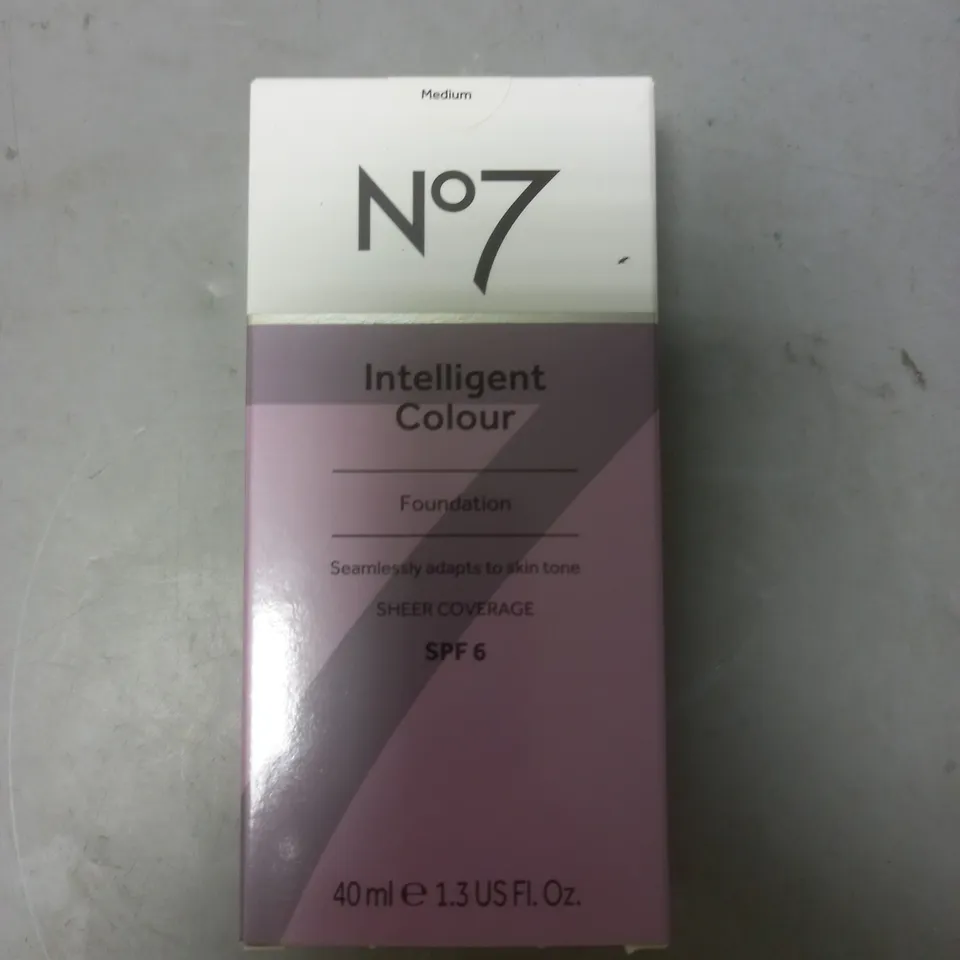 Medium
Nº7
Intelligent
Colour
Foundation
Seamlessly adapts to skin tone
SHEER COVERAGE
SPF 6
40 ml ℮ 1.3 US Fl. Oz.